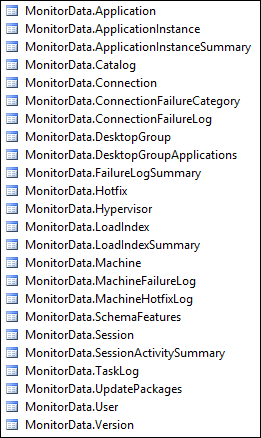 MonitorData.Application
MonitorData.ApplicationInstance
MonitorData.ApplicationInstanceSummary
MonitorData.Catalog
MonitorData.Connection
MonitorData.ConnectionFailureCategory
MonitorData.ConnectionFailureLog
MonitorData.DesktopGroup
MonitorData.DesktopGroupApplications
MonitorData.FailureLogSummary
MonitorData.Hotfix
MonitorData.Hypervisor
MonitorData.LoadIndex
MonitorData.LoadIndexSummary
MonitorData.Machine
MonitorData.MachineFailureLog
MonitorData.MachineHotfixLog
MonitorData.SchemaFeatures
MonitorData.Session
MonitorData.SessionActivitySummary
MonitorData.TaskLog
MonitorData.UpdatePackages
MonitorData.User
MonitorData.Version